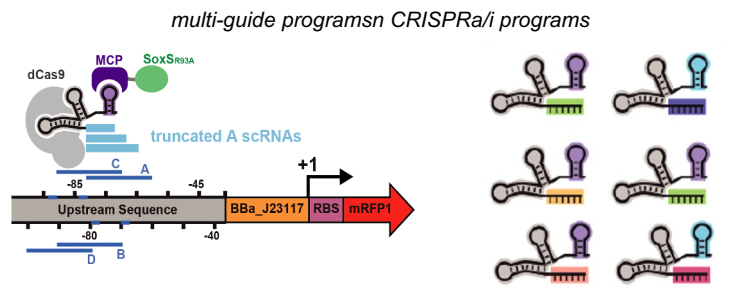 multi-guide programsn CRISPRa/i programs
MCP
SoxSR93A
dCas9
truncated A scRNAs
C
A
-85
-45
+1
Upstream Sequence
BBa_J23117
RBS
mRFP1
-80
-40
D
B